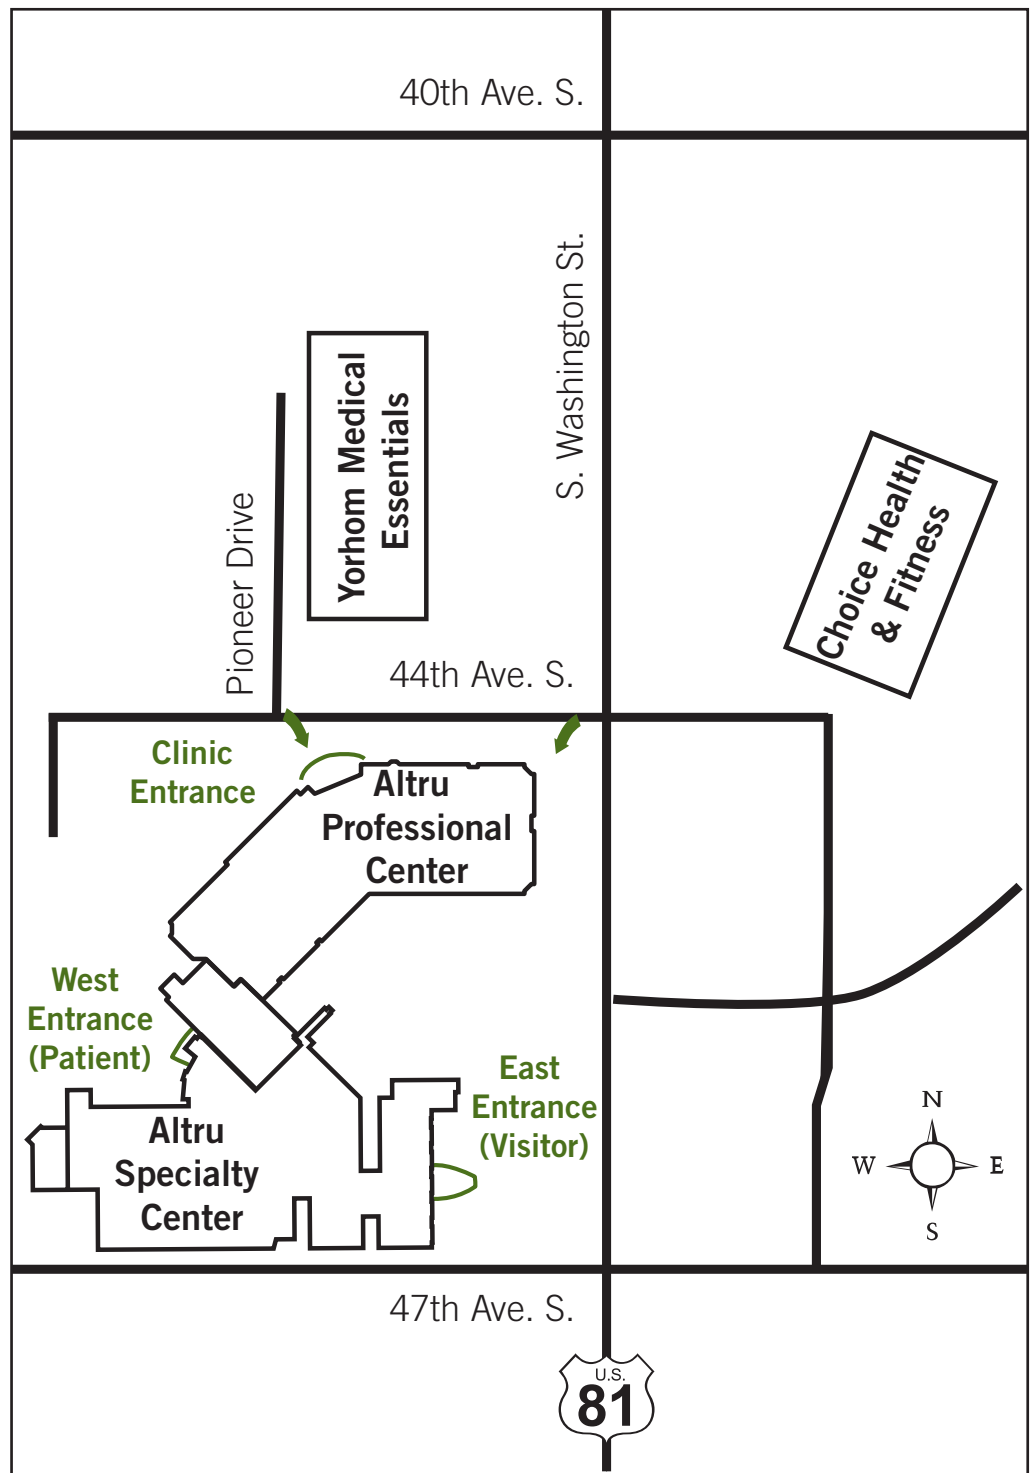 40th Ave. S.
S. Washington St.
Yorhom Medical
Essentials
Choice Health
& Fitness
Pioneer Drive
44th Ave. S.
Clinic
Entrance
Altru
Professional
Center
West
Entrance
(Patient)
East
Entrance
(Visitor)
Altru
Specialty
Center
N
W
E
S
47th Ave. S.
U.S.
81